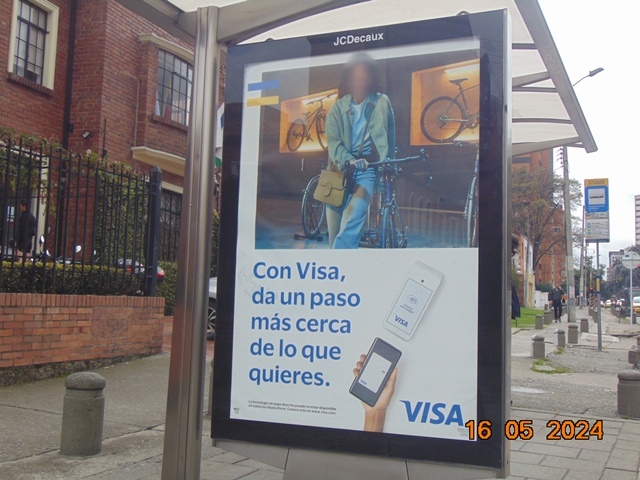 JCDecaux
Con Visa,
da un paso
más cerca
de lo que
quieres.
VISA
VISA
16 05 2024